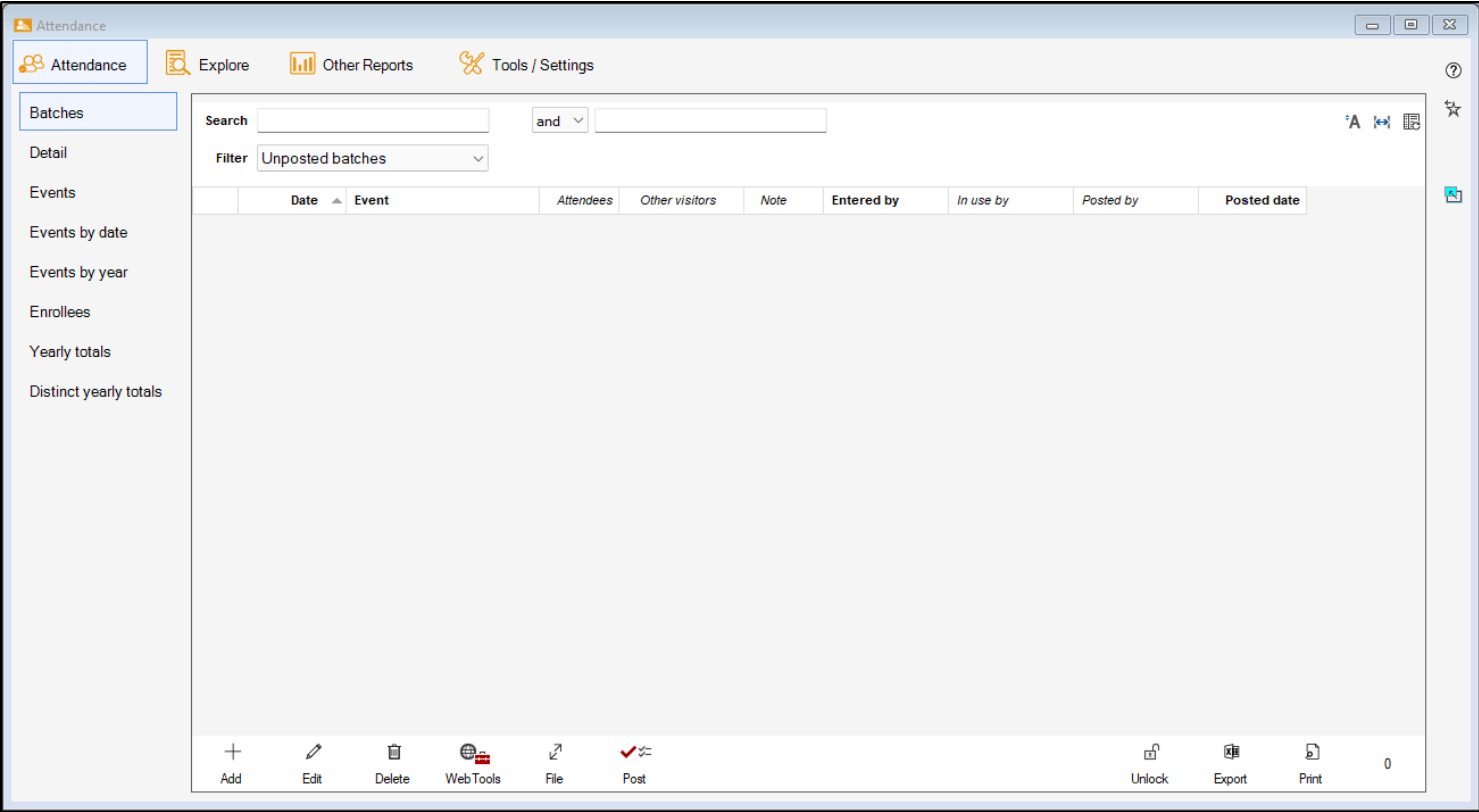 Attendance
Attendance Explore Other Reports Tools / Settings
Batches
Detail
Events
Events by date
Events by year
Enrollees
Yearly totals
Distinct yearly totals
Search and
Filter Unposted batches
Date Event Attendees Other visitors Note Entered by In use by Posted by Posted date
Add Edit Delete WebTools File Post Unlock Export Print 0